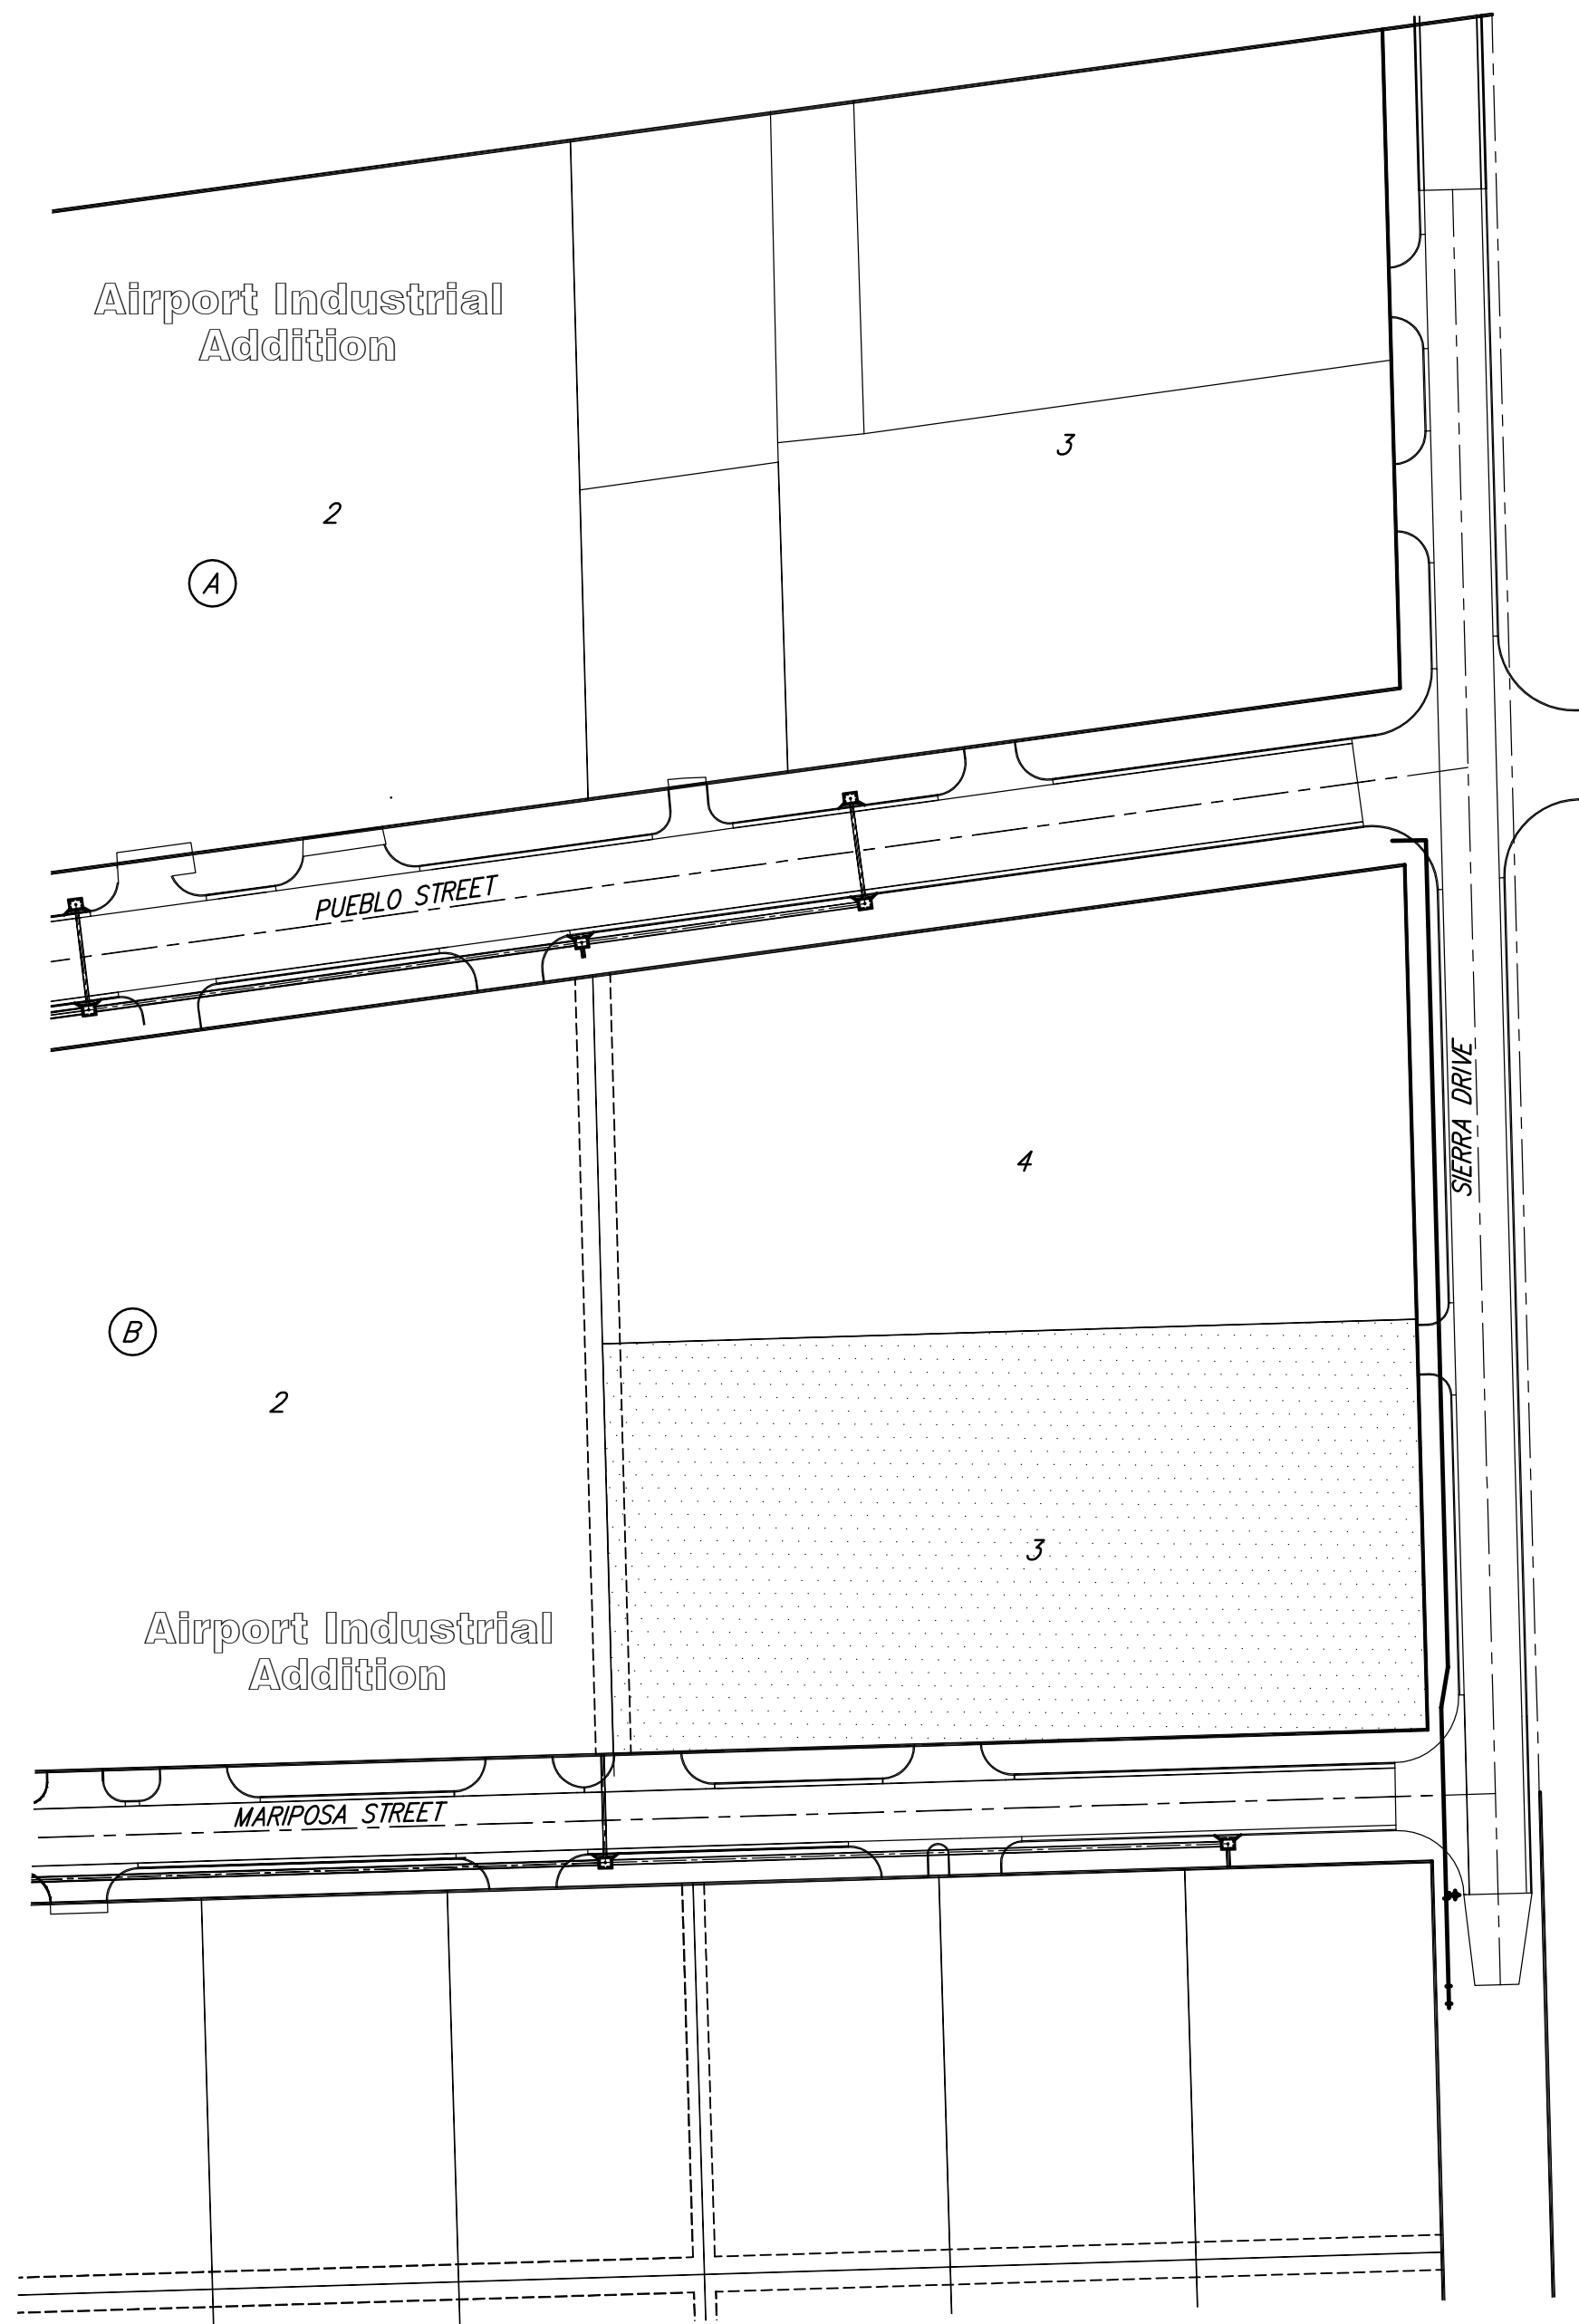 Airport Industrial
Addition
3
2
A
PUEBLO STREET
SIERRA DRIVE
4
B
2
3
Airport Industrial
Addition
MARIPOSA STREET